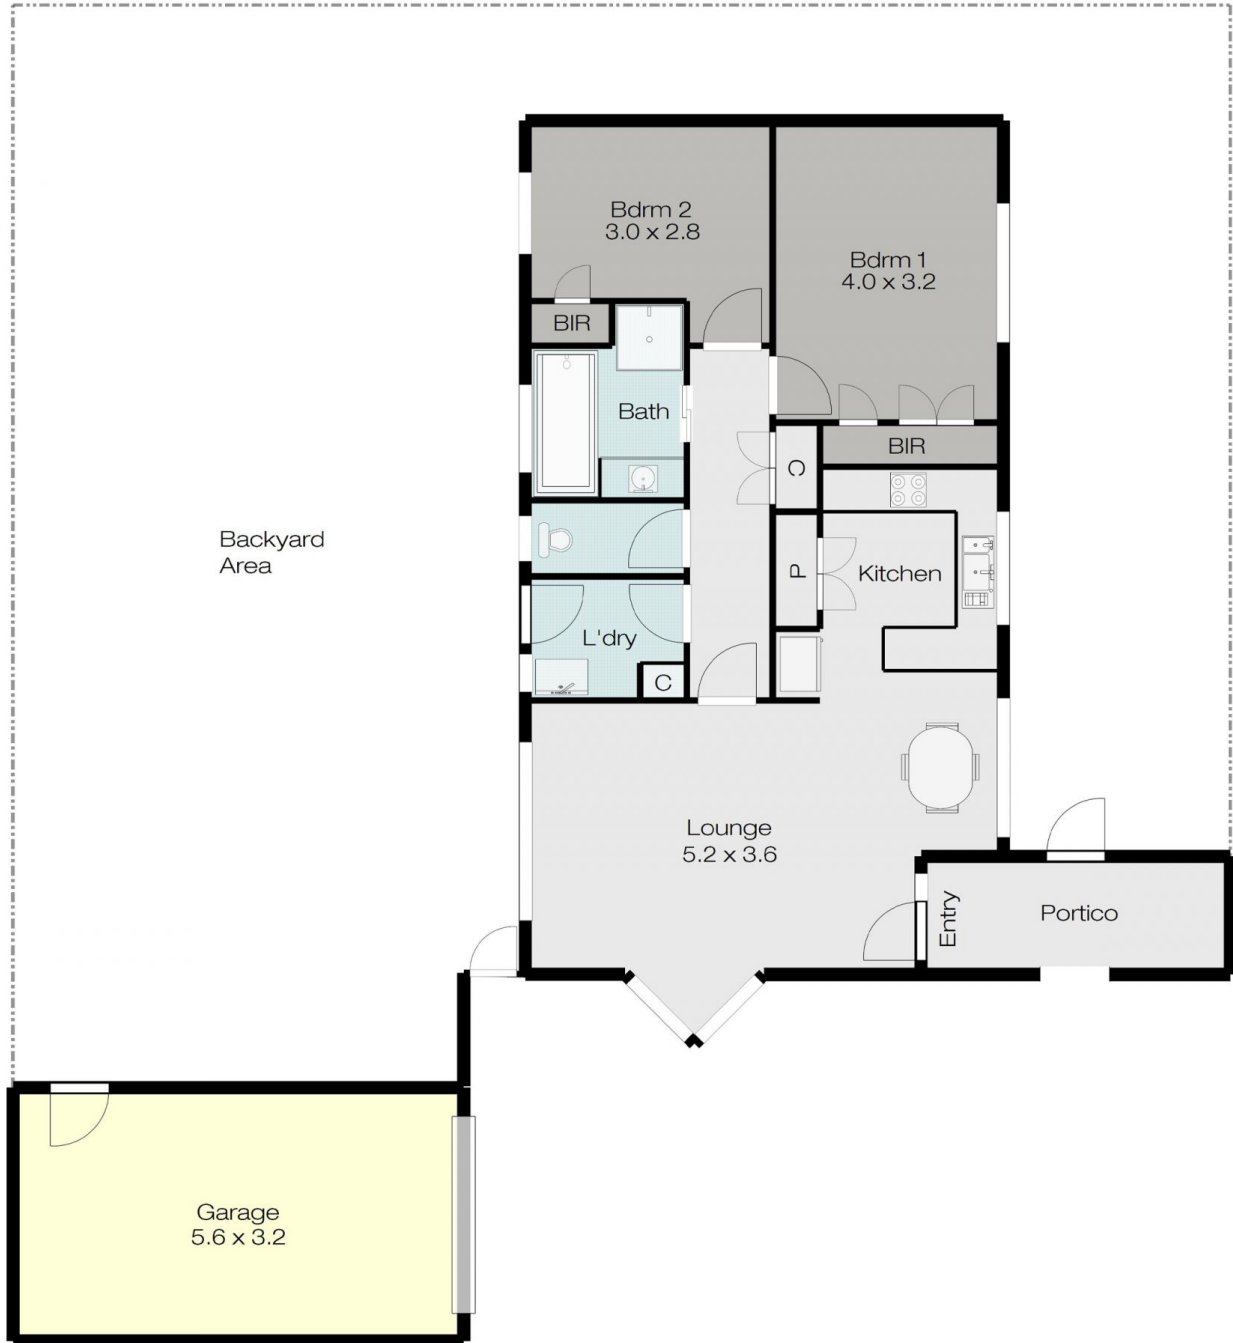 Bdrm 2
3.0 x 2.8
Bdrm 1
4.0 x 3.2
BIR
Bath
BIR
C
Backyard
Area
P
Kitchen
L'dry
C
Lounge
5.2 x 3.6
Entry
Portico
Garage
5.6 x 3.2